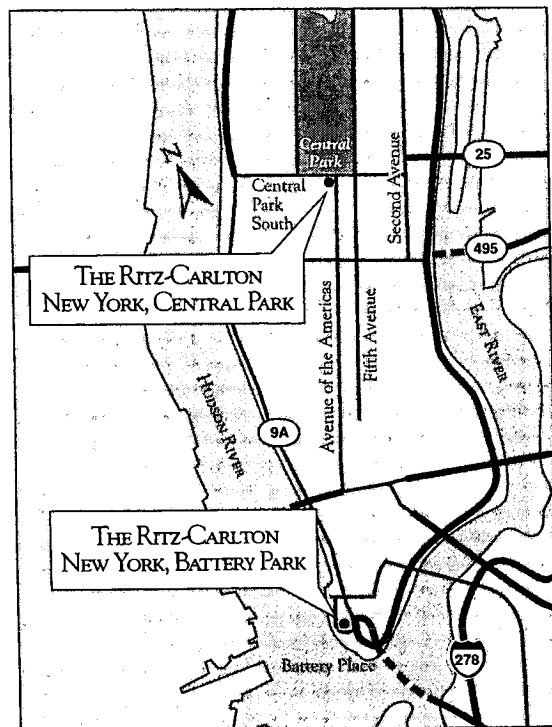 Central
Park
25
N
Central
Park
South
Second Avenue
495
THE RITZ-CARLTON
NEW YORK, CENTRAL PARK
Avenue of the Americas
Fifth Avenue
EAST RIVER
HUDSON RIVER
9A
THE RITZ-CARLTON
NEW YORK, BATTERY PARK
Battery Place
278